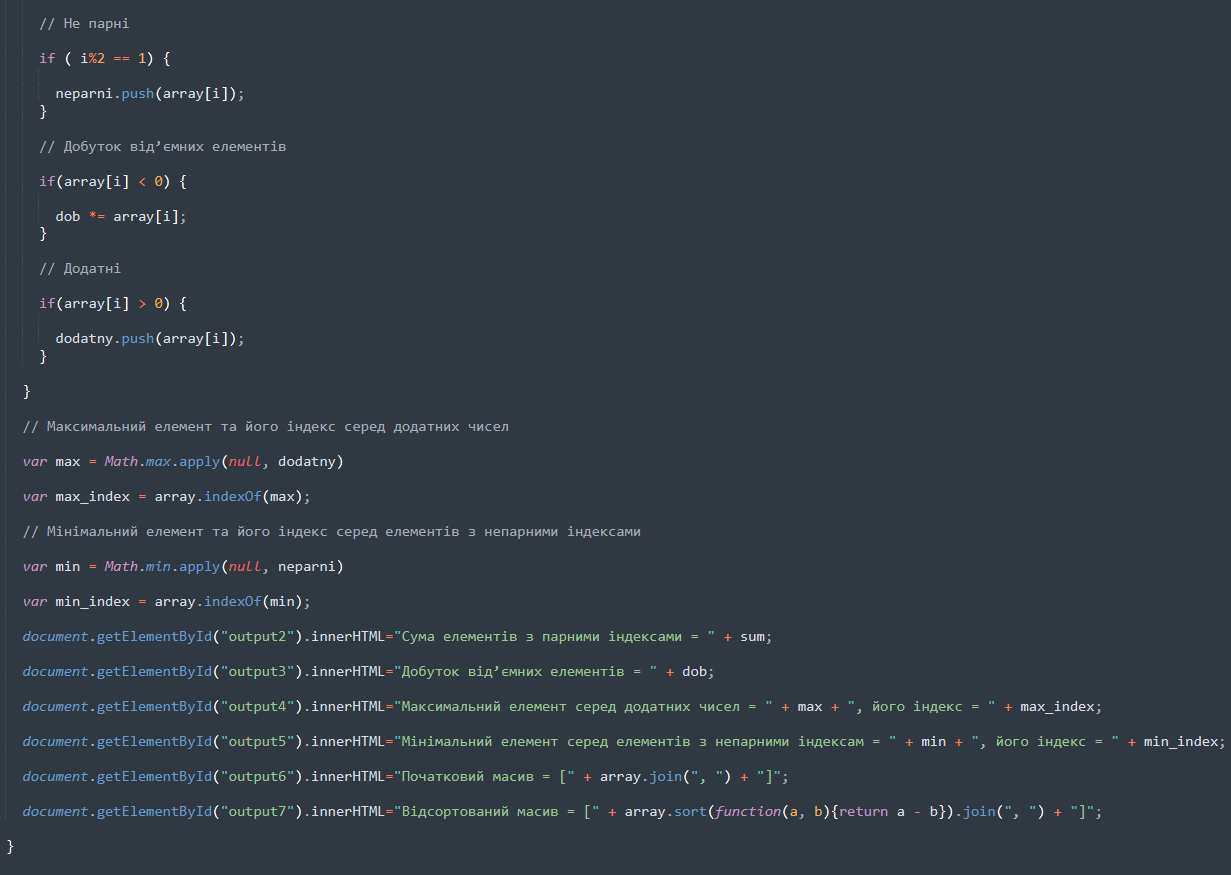 // Не парні
if ( i%2 == 1) {
neparni.push(array[i]);
}
// Добуток від’ємних елементів
if(array[i] < 0) {
dob *= array[i];
}
// Додатні
if(array[i] > 0) {
dodatny.push(array[i]);
}
}
// Максимальний елемент та його індекс серед додатних чисел
var max = Math.max.apply(null, dodatny)
var max_index = array.indexOf(max);
// Мінімальний елемент та його індекс серед елементів з непарними індексами
var min = Math.min.apply(null, neparni)
var min_index = array.indexOf(min);
document.getElementById("output2").innerHTML="Сума елементів з парними індексами = " + sum;
document.getElementById("output3").innerHTML="Добуток від’ємних елементів = " + dob;
document.getElementById("output4").innerHTML="Максимальний елемент серед додатних чисел = " + max + ", його індекс = " + max_index;
document.getElementById("output5").innerHTML="Мінімальний елемент серед елементів з непарними індексам = " + min + ", його індекс = " + min_index;
document.getElementById("output6").innerHTML="Початковий масив = [" + array.join(", ") + "]";
document.getElementById("output7").innerHTML="Відсортований масив = [" + array.sort(function(a, b){return a - b}).join(", ") + "]";
}